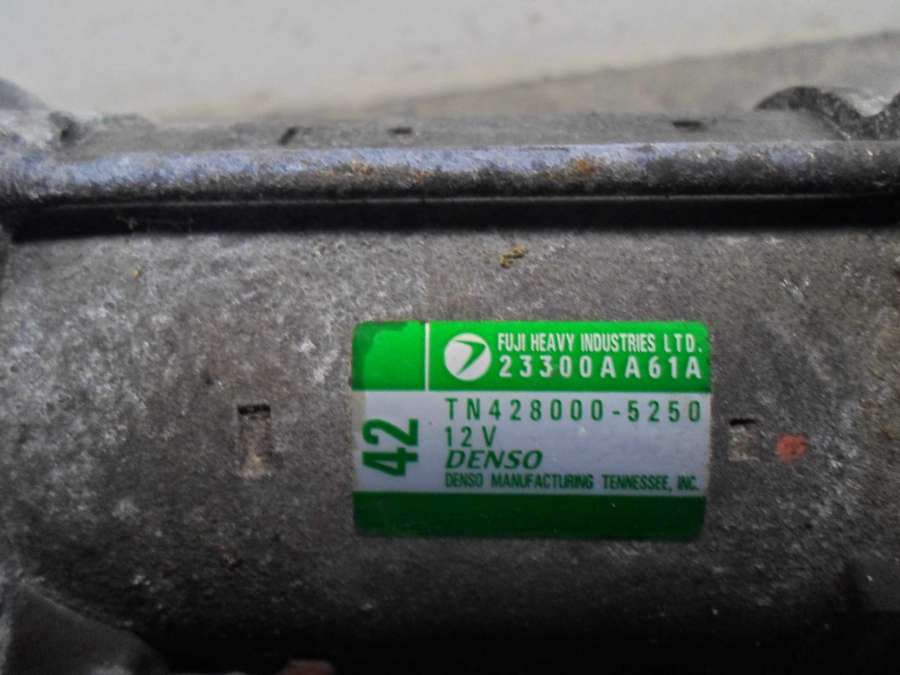 FUJI HEAVY INDUSTRIES LTD.
23300AA61A
42
TN428000-5250
12V
DENSO
DENSO MANUFACTURING TENNESSEE, INC.